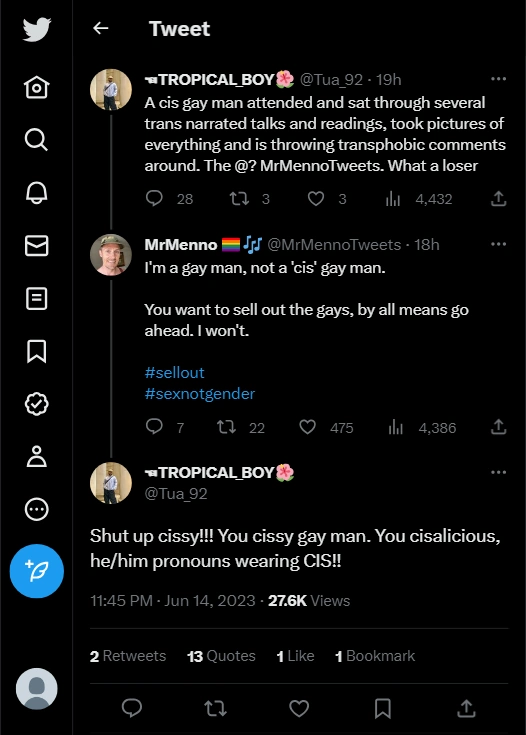 Tweet
☜TROPICAL_BOY🌺 @Tua_92 · 19h
A cis gay man attended and sat through several
trans narrated talks and readings, took pictures of
everything and is throwing transphobic comments
around. The @? MrMennoTweets. What a loser
28 3 3 4,432
MrMenno 🏳️‍🌈🎶 @MrMennoTweets · 18h
I'm a gay man, not a 'cis' gay man.
You want to sell out the gays, by all means go
ahead. I won't.
#sellout
#sexnotgender
7 22 475 4,386
☜TROPICAL_BOY🌺
@Tua_92
Shut up cissy!!! You cissy gay man. You cisalicious,
he/him pronouns wearing CIS!!
11:45 PM · Jun 14, 2023 · 27.6K Views
2 Retweets 13 Quotes 1 Like 1 Bookmark